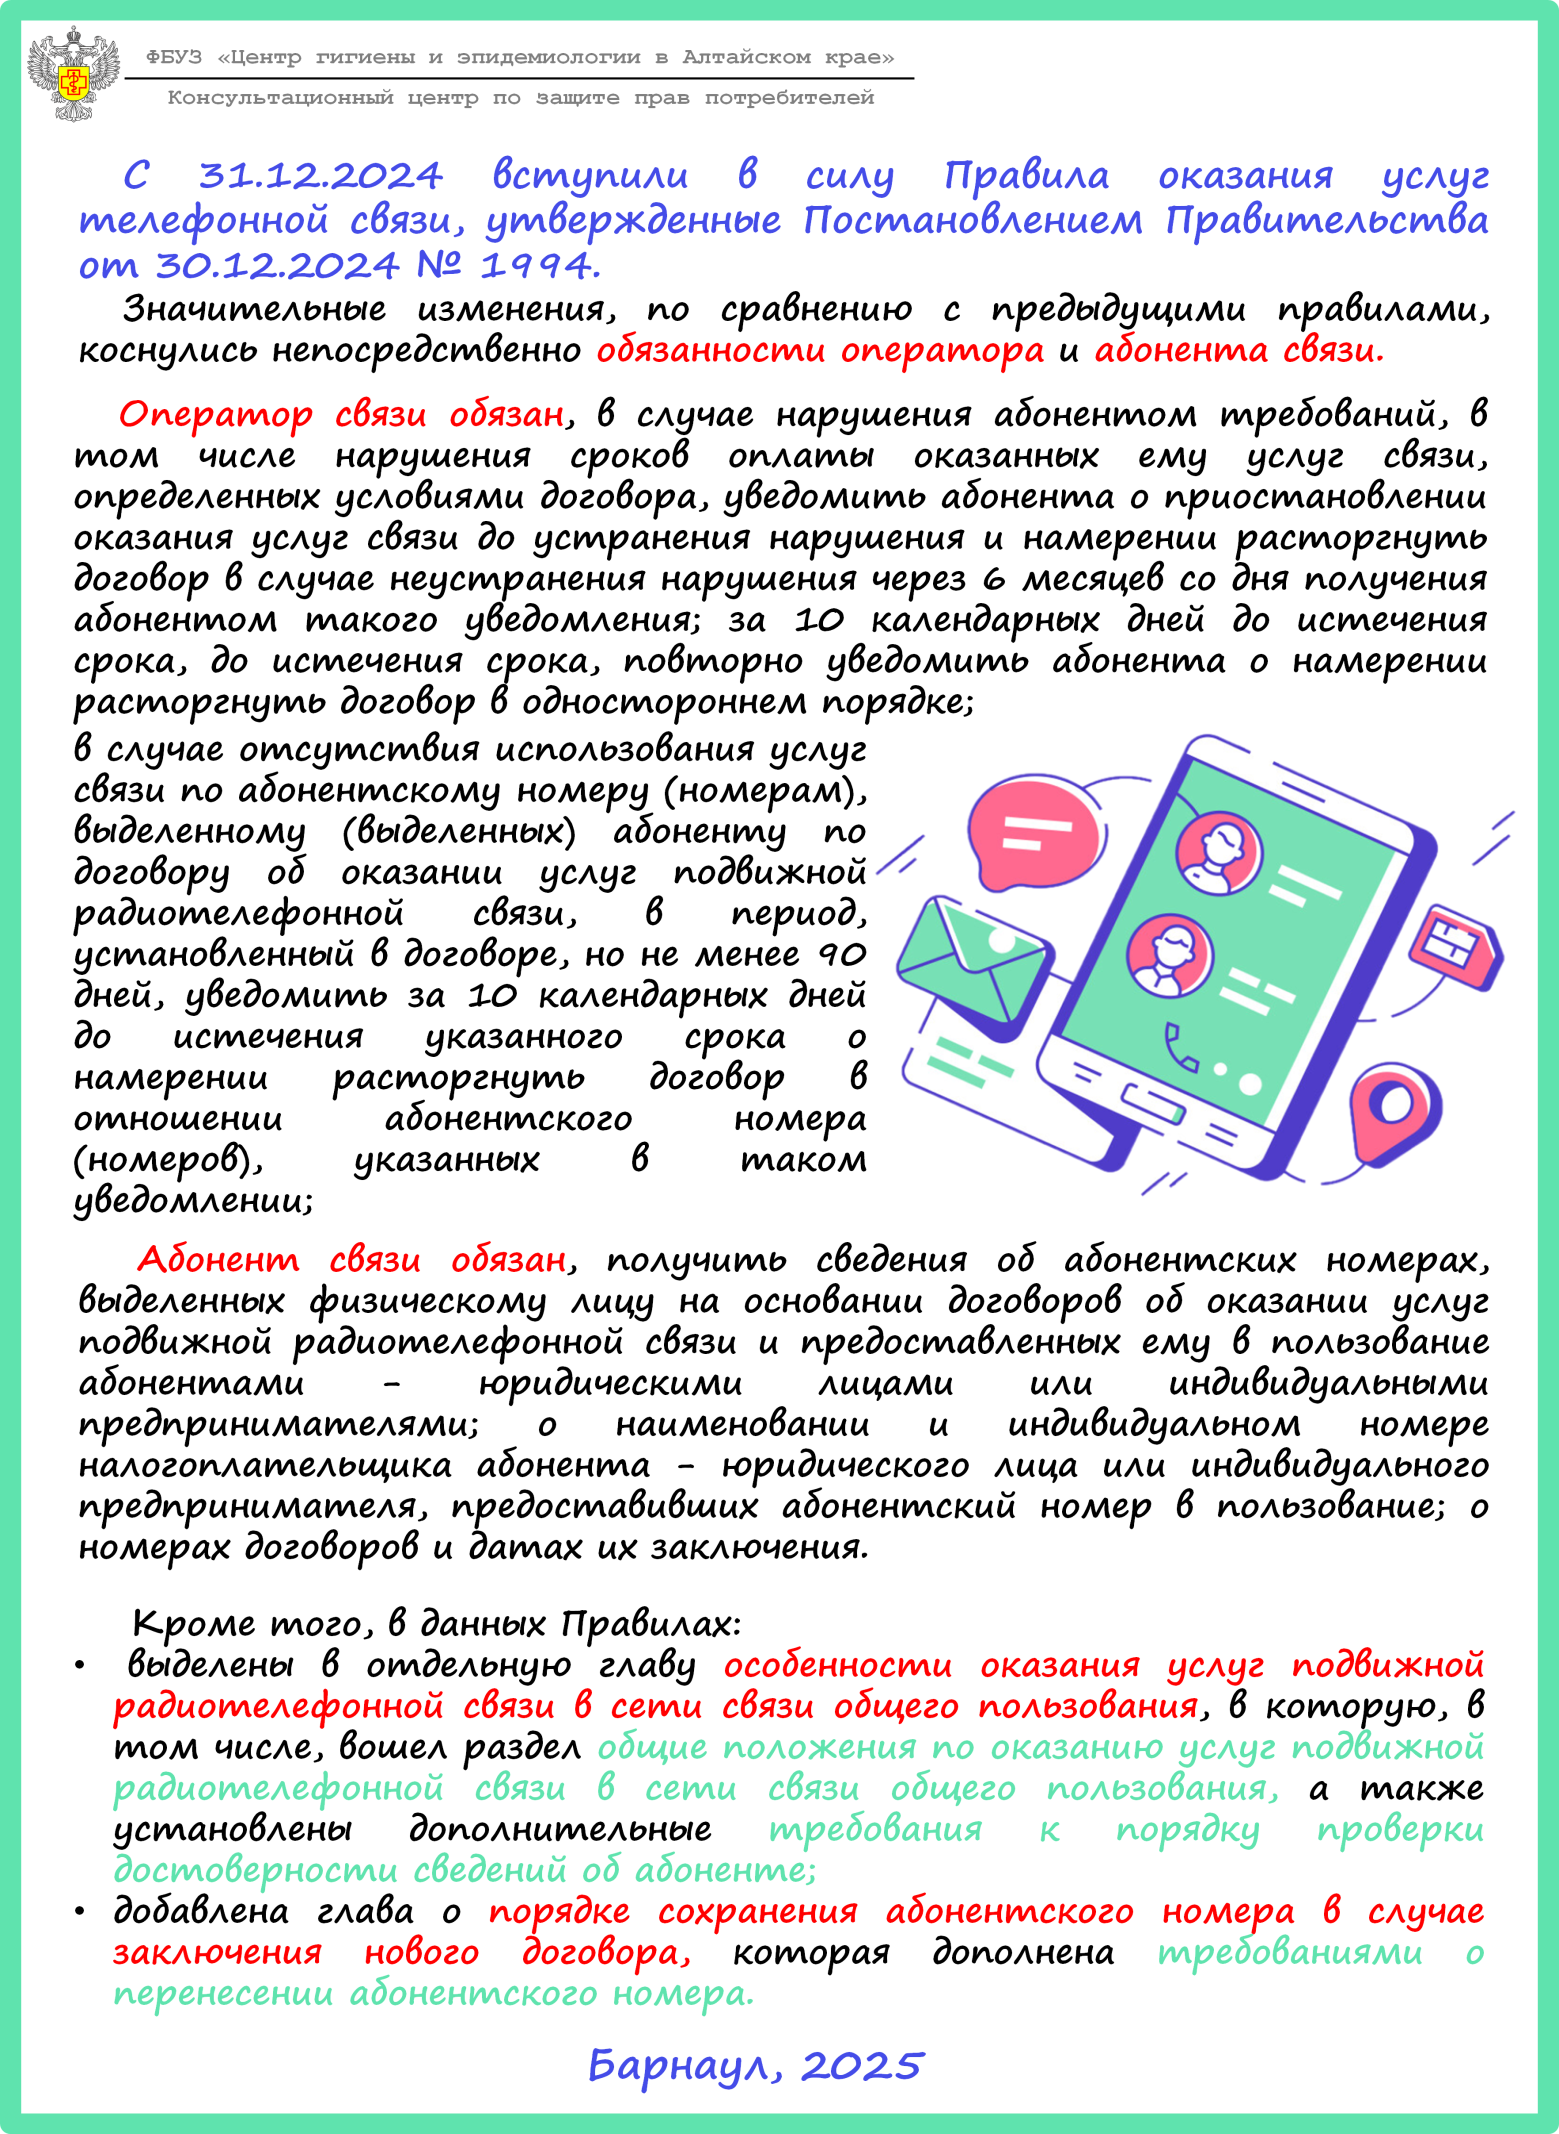 ФБУЗ «Центр гигиены и эпидемиологии в Алтайском крае»
Консультационный центр по защите прав потребителей
С 31.12.2024 вступили в силу Правила оказания услуг
телефонной связи, утвержденные Постановлением Правительства
от 30.12.2024 № 1994.
Значительные изменения, по сравнению с предыдущими правилами,
коснулись непосредственно обязанности оператора и абонента связи.
Оператор связи обязан, в случае нарушения абонентом требований, в
том числе нарушения сроков оплаты оказанных ему услуг связи,
определенных условиями договора, уведомить абонента о приостановлении
оказания услуг связи до устранения нарушения и намерении расторгнуть
договор в случае неустранения нарушения через 6 месяцев со дня получения
абонентом такого уведомления; за 10 календарных дней до истечения
срока, до истечения срока, повторно уведомить абонента о намерении
расторгнуть договор в одностороннем порядке;
в случае отсутствия использования услуг
связи по абонентскому номеру (номерам),
выделенному (выделенных) абоненту по
договору об оказании услуг подвижной
радиотелефонной связи, в период,
установленный в договоре, но не менее 90
дней, уведомить за 10 календарных дней
до истечения указанного срока о
намерении расторгнуть договор в
отношении абонентского номера
(номеров), указанных в таком
уведомлении;
Абонент связи обязан, получить сведения об абонентских номерах,
выделенных физическому лицу на основании договоров об оказании услуг
подвижной радиотелефонной связи и предоставленных ему в пользование
абонентами – юридическими лицами или индивидуальными
предпринимателями; о наименовании и индивидуальном номере
налогоплательщика абонента – юридического лица или индивидуального
предпринимателя, предоставивших абонентский номер в пользование; о
номерах договоров и датах их заключения.
Кроме того, в данных Правилах:
• выделены в отдельную главу особенности оказания услуг подвижной
радиотелефонной связи в сети связи общего пользования, в которую, в
том числе, вошел раздел общие положения по оказанию услуг подвижной
радиотелефонной связи в сети связи общего пользования, а также
установлены дополнительные требования к порядку проверки
достоверности сведений об абоненте;
• добавлена глава о порядке сохранения абонентского номера в случае
заключения нового договора, которая дополнена требованиями о
перенесении абонентского номера.
Барнаул, 2025